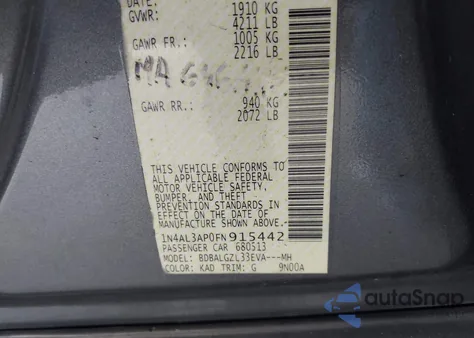 DATE:
GVWR: 1910 KG
4211 LB
GAWR FR: 1005 KG
2216 LB
MA
GAWR RR.: 940 KG
2072 LB
THIS VEHICLE CONFORMS TO
ALL APPLICABLE FEDERAL
MOTOR VEHICLE SAFETY,
BUMPER, AND THEFT
PREVENTION STANDARDS IN
EFFECT ON THE DATE OF
MANUFACTURE SHOWN ABOVE.
1N4AL3AP0FN915442
PASSENGER CAR 680513
MODEL: BDBALGZL33EVA---MH
COLOR: KAD TRIM: G 9N00A
autoSnap